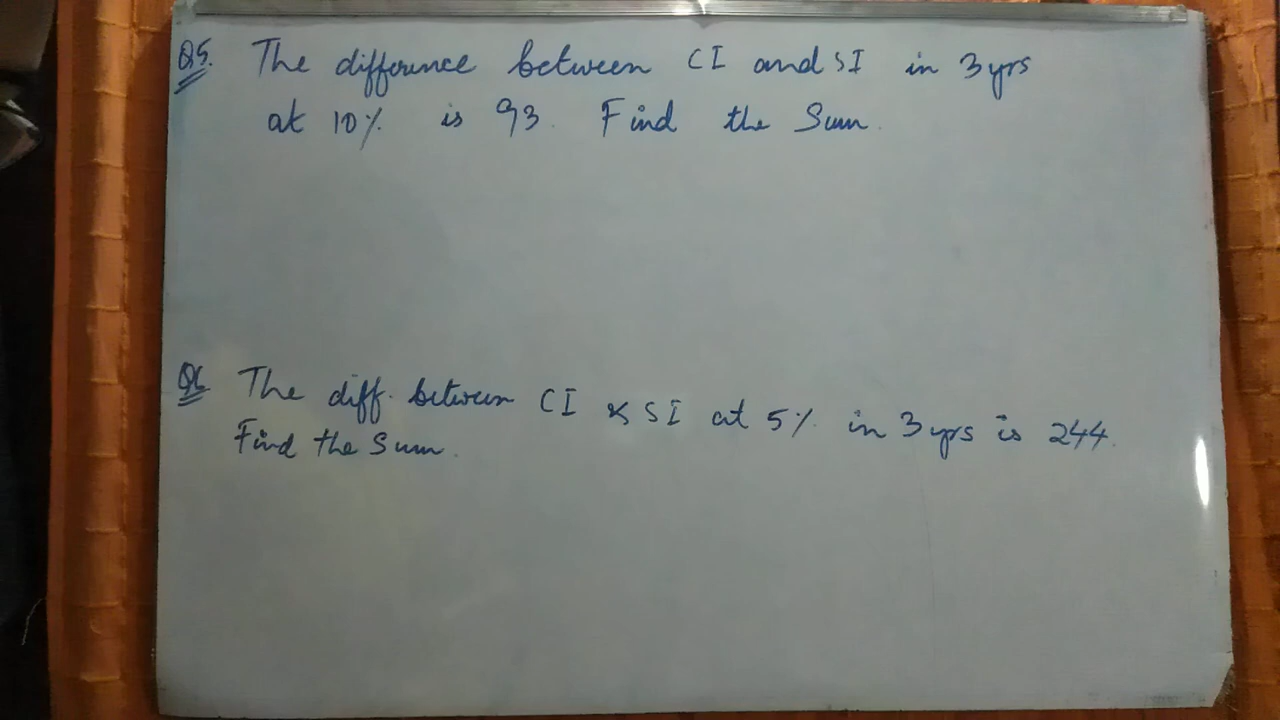 Q5. The difference between CI and SI in 3 yrs
at 10% is 93. Find the Sum.
Q6 The diff. between CI & SI at 5% in 3 yrs is 244.
Find the Sum.